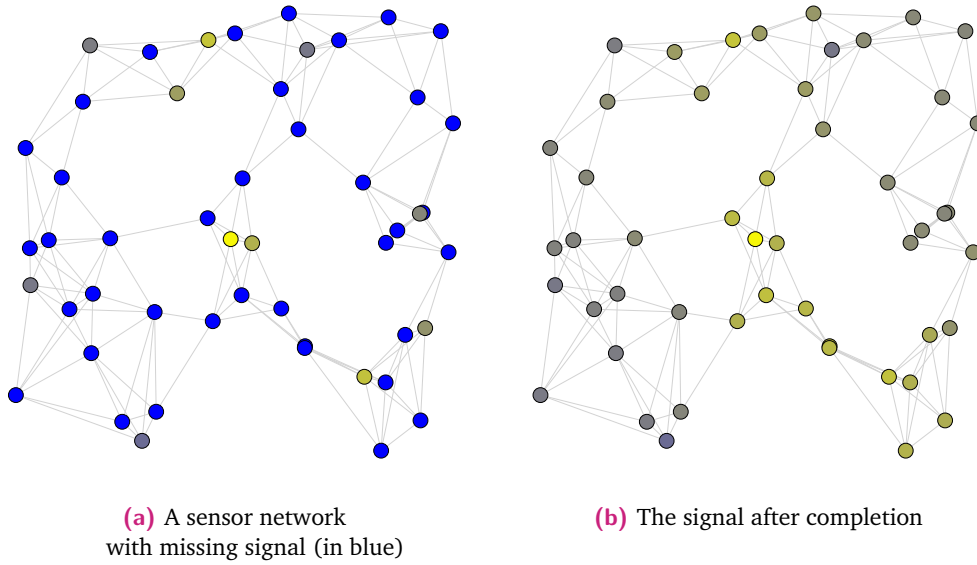 (a) A sensor network
with missing signal (in blue)
(b) The signal after completion